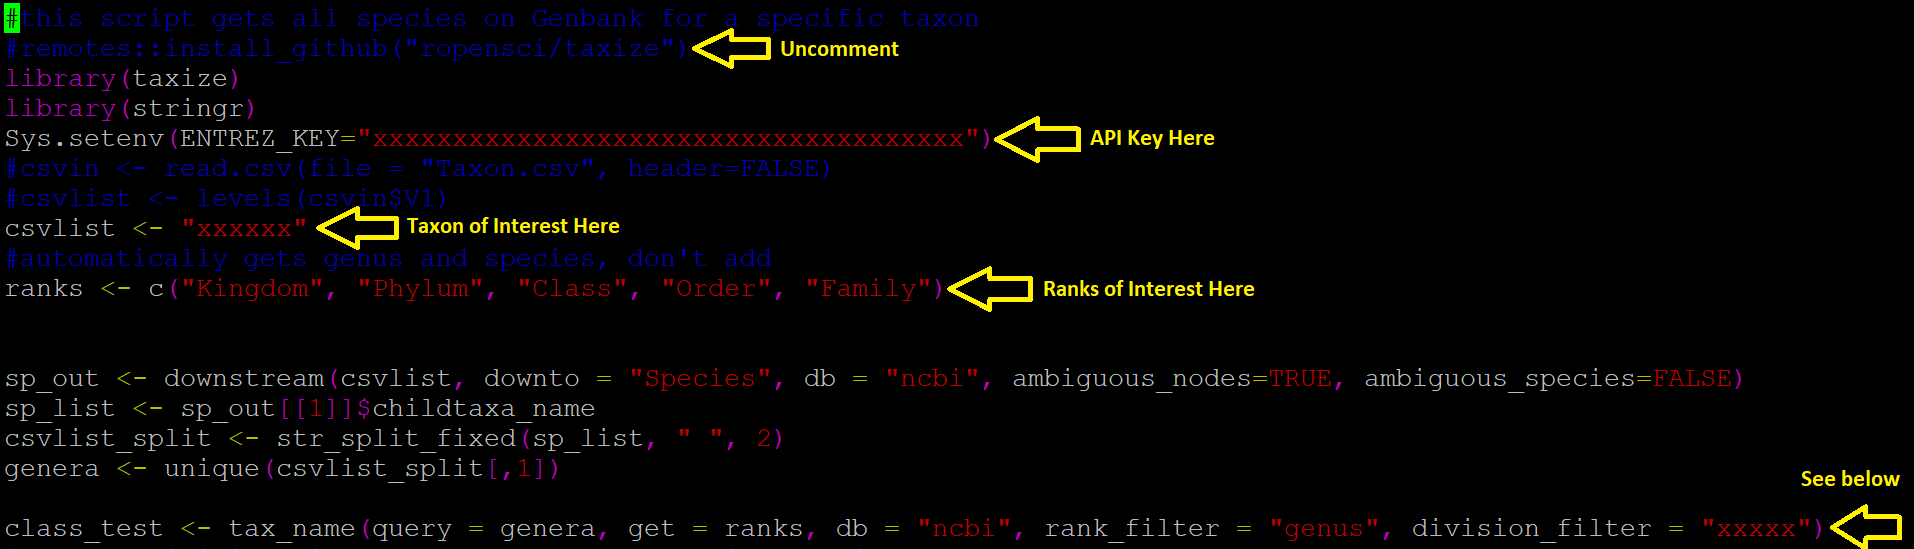 #this script gets all species on Genbank for a specific taxon
#remotes::install_github("ropensci/taxize") Uncomment
library(taxize)
library(stringr)
Sys.setenv(ENTREZ_KEY="xxxxxxxxxxxxxxxxxxxxxxxxxxxxxxxxxxxxx") API Key Here
#csvin <- read.csv(file = "Taxon.csv", header=FALSE)
#csvlist <- levels(csvin$V1)
csvlist <- "xxxxxx" Taxon of Interest Here
#automatically gets genus and species, don't add
ranks <- c("Kingdom", "Phylum", "Class", "Order", "Family") Ranks of Interest Here
sp_out <- downstream(csvlist, downto = "Species", db = "ncbi", ambiguous_nodes=TRUE, ambiguous_species=FALSE)
sp_list <- sp_out[[1]]$childtaxa_name
csvlist_split <- str_split_fixed(sp_list, " ", 2)
genera <- unique(csvlist_split[,1])
See below
class_test <- tax_name(query = genera, get = ranks, db = "ncbi", rank_filter = "genus", division_filter = "xxxxx")